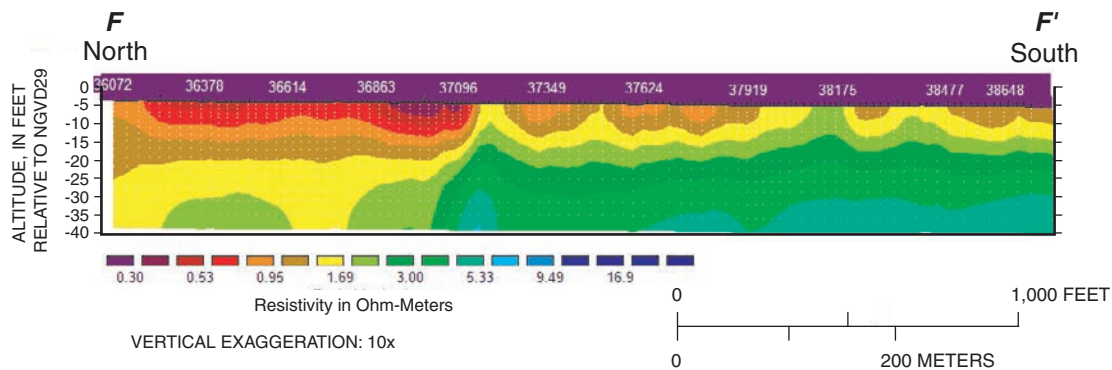 F F'
North South
36072 36378 36614 36863 37096 37349 37624 37919 38175 38477 38648
ALTITUDE, IN FEET
RELATIVE TO NGVD29
0
-5
-10
-15
-20
-25
-30
-35
-40
0.30 0.53 0.95 1.69 3.00 5.33 9.49 16.9
Resistivity in Ohm-Meters
VERTICAL EXAGGERATION: 10x
0 1,000 FEET
0 200 METERS